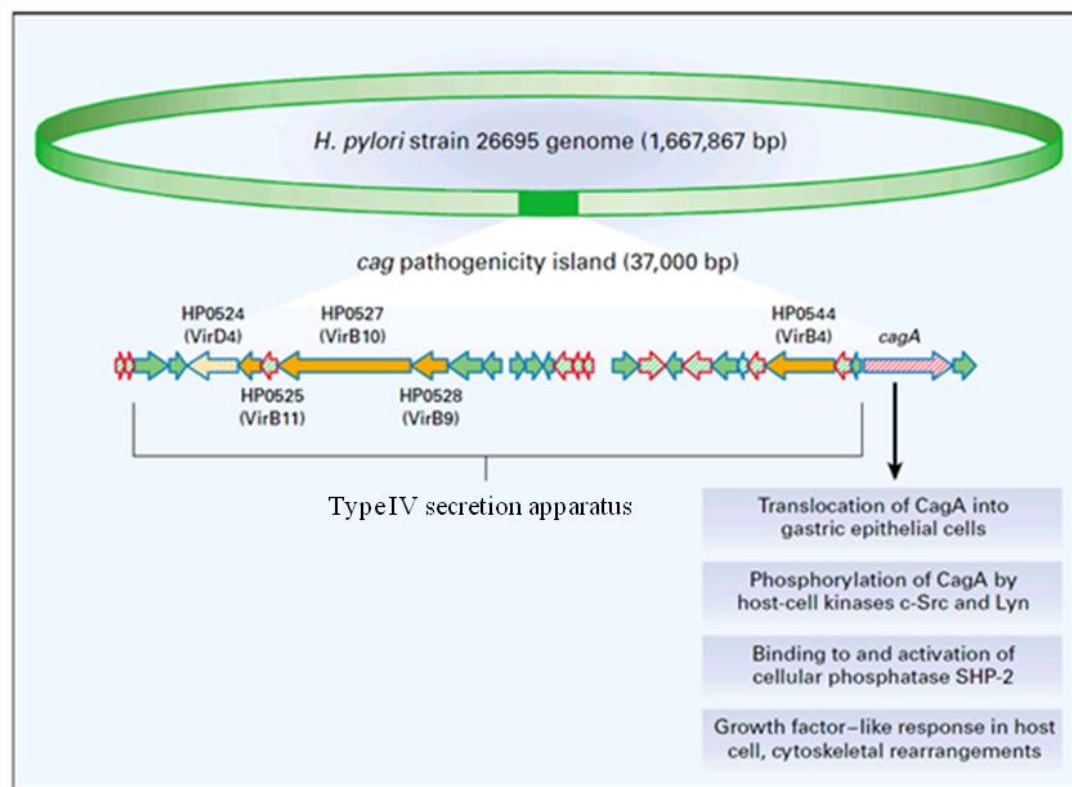 H. pylori strain 26695 genome (1,667,867 bp)
cag pathogenicity island (37,000 bp)
HP0524
(VirD4)
HP0527
(VirB10)
HP0544
(VirB4)
cagA
HP0525
(VirB11)
HP0528
(VirB9)
Type IV secretion apparatus
Translocation of CagA into
gastric epithelial cells
Phosphorylation of CagA by
host-cell kinases c-Src and Lyn
Binding to and activation of
cellular phosphatase SHP-2
Growth factor–like response in host
cell, cytoskeletal rearrangements